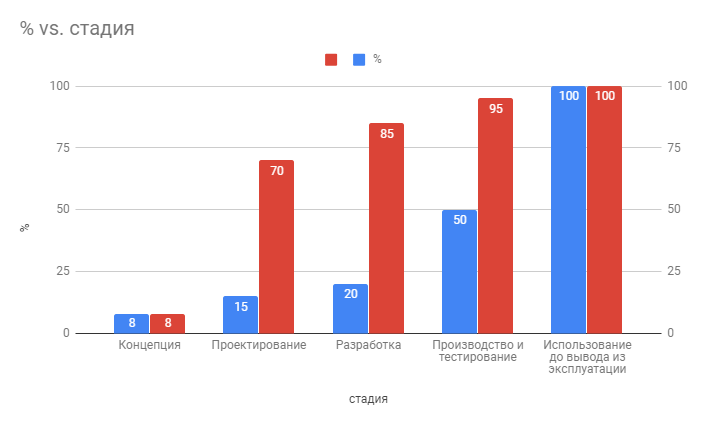 % vs. стадия
%
100
75
50
25
0
%
100
75
50
25
0
8
8
15
70
20
85
50
95
100
100
Концепция
Проектирование
Разработка
Производство и
тестирование
Использование
до вывода из
эксплуатации
стадия